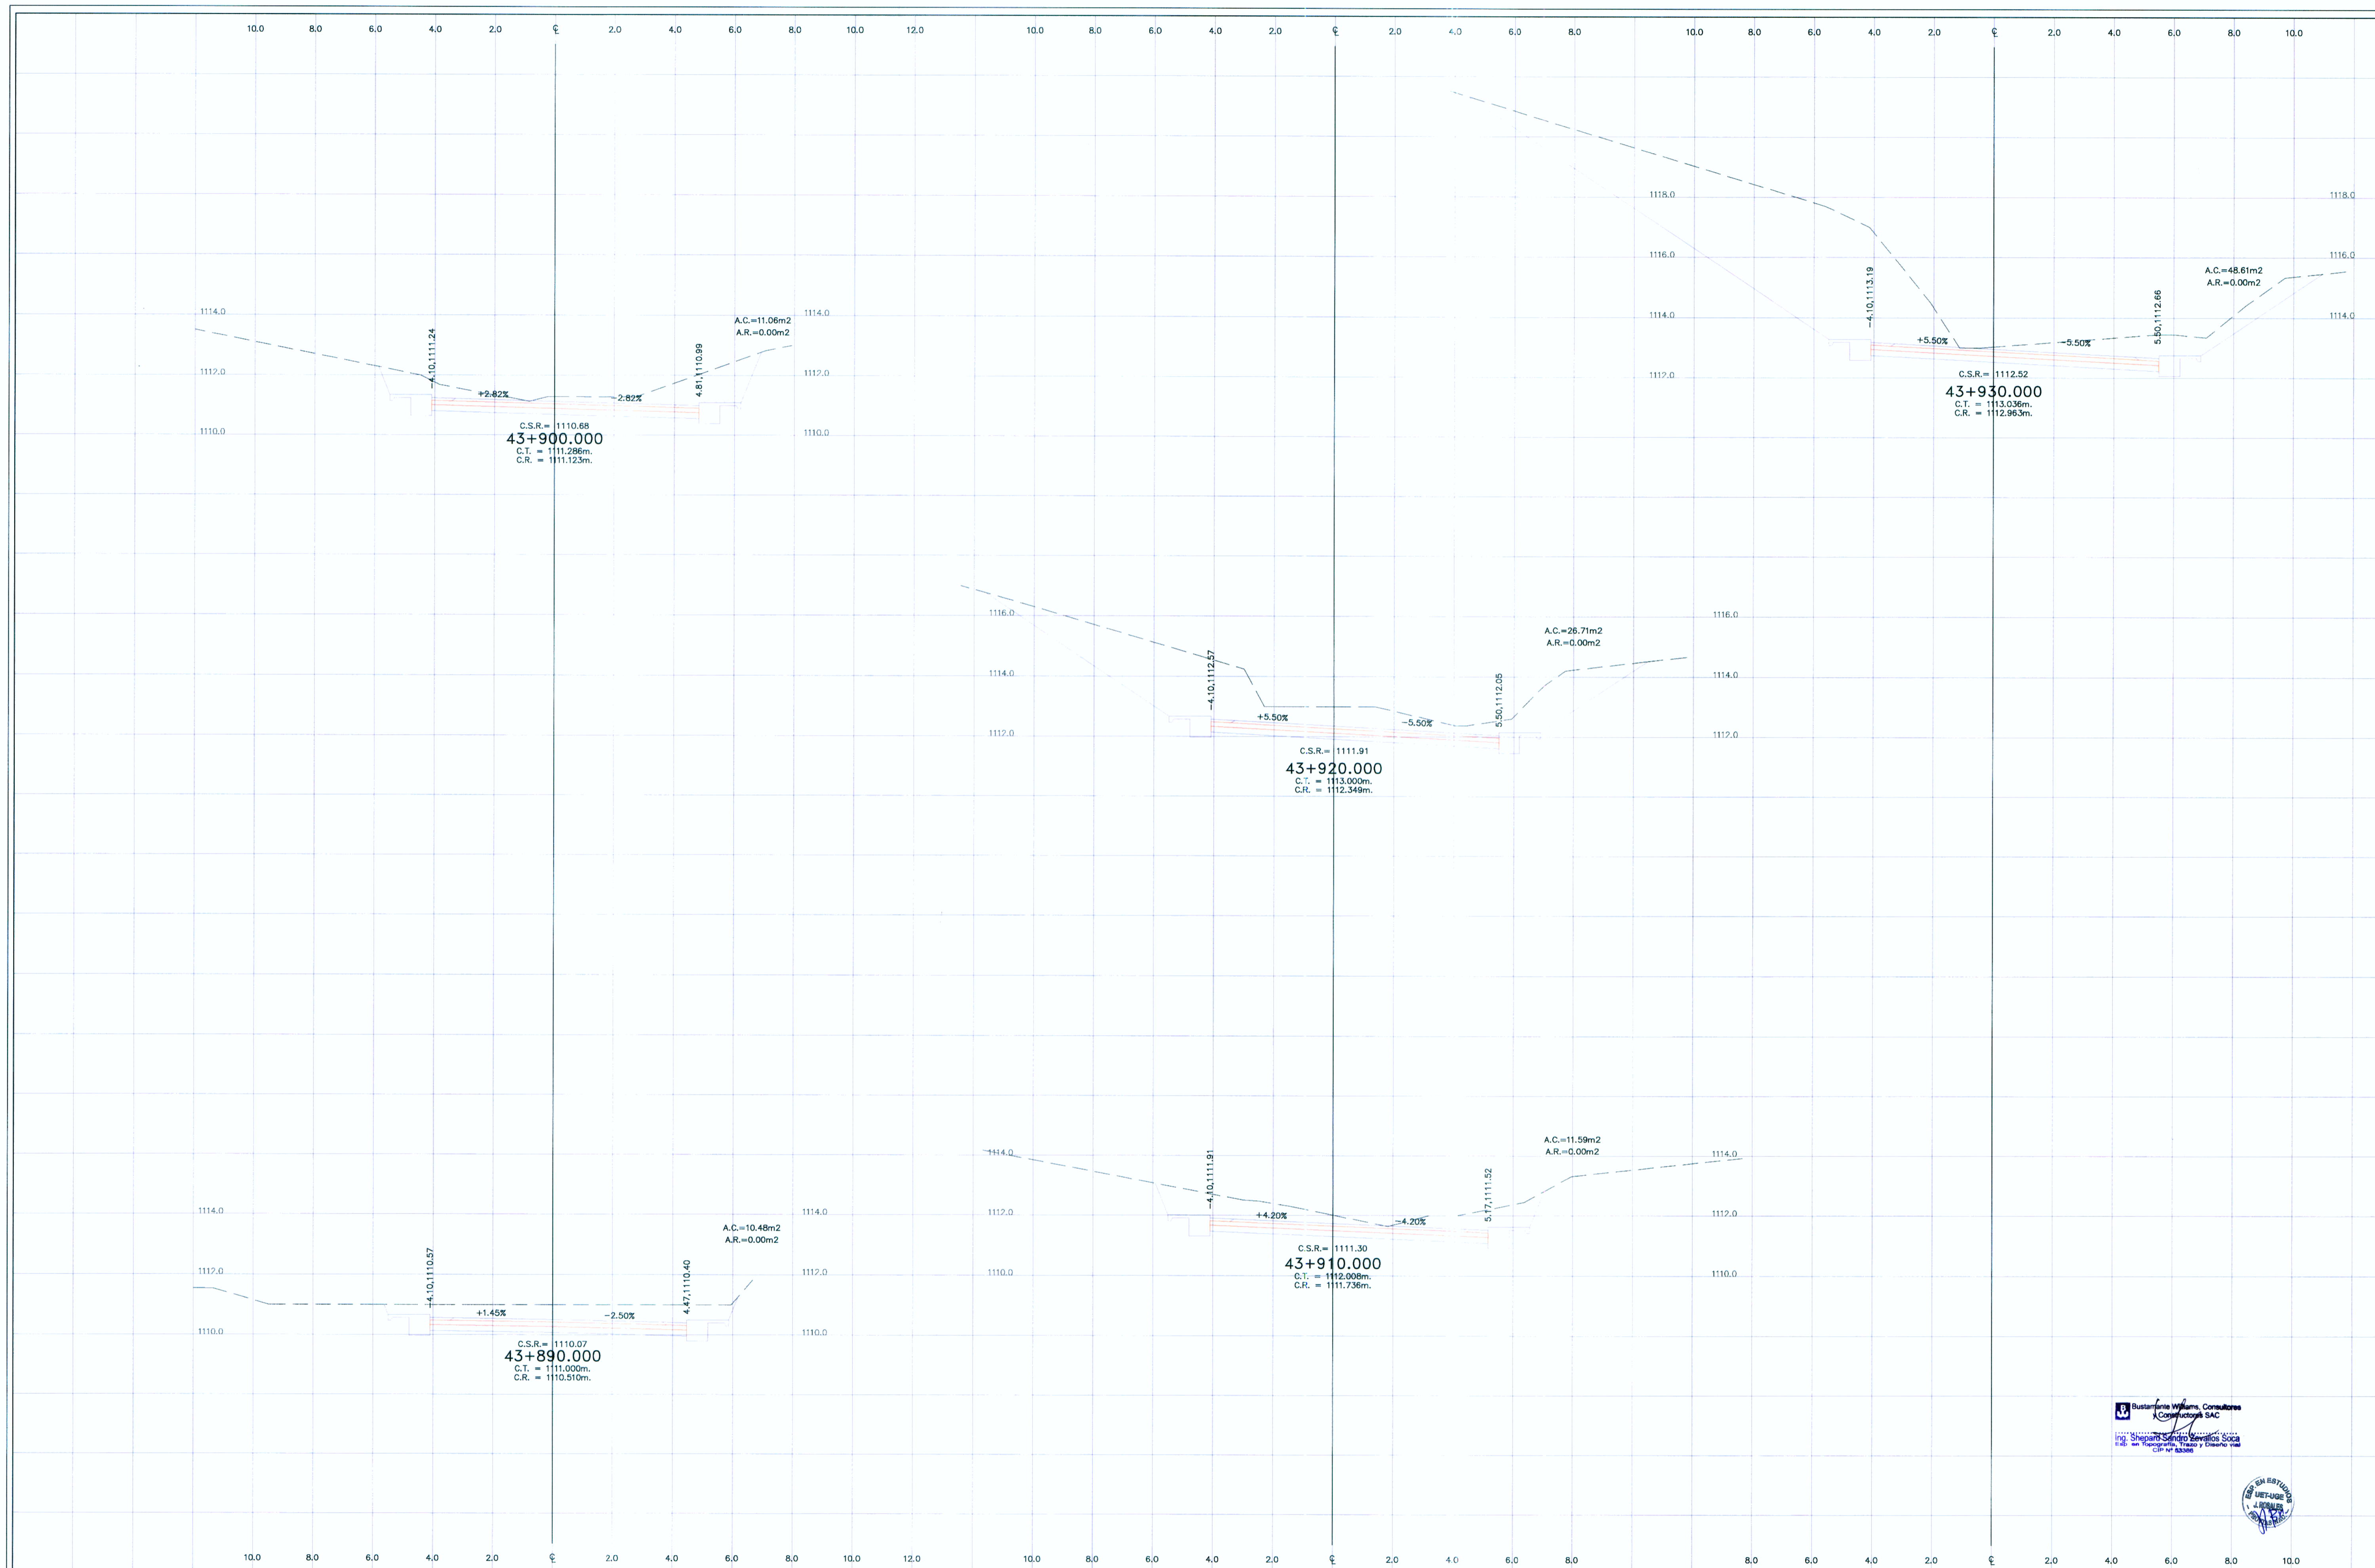 10.0 8.0 6.0 4.0 2.0 ℄ 2.0 4.0 6.0 8.0 10.0 12.0 8.0 6.0 4.0 2.0 ℄ 2.0 4.0 6.0 8.0 10.0 8.0 6.0 4.0 2.0 ℄ 2.0 4.0 6.0 8.0 10.0
1114.0
1112.0
1110.0
-4.10,1111.24
+2.82%
-2.82%
4.81,1110.99
A.C.=11.06m2
A.R.=0.00m2
1114.0
1112.0
1110.0
C.S.R.= 1110.68
43+900.000
C.T. = 1111.286m.
C.R. = 1111.123m.
1118.0
1116.0
1114.0
1112.0
-4.10,1113.19
+5.50%
-5.50%
5.50,1112.66
A.C.=48.61m2
A.R.=0.00m2
1118.0
1116.0
1114.0
C.S.R.= 1112.52
43+930.000
C.T. = 1113.036m.
C.R. = 1112.963m.
1116.0
1114.0
1112.0
-4.10,1112.57
+5.50%
-5.50%
5.50,1112.05
A.C.=26.71m2
A.R.=0.00m2
1116.0
1114.0
1112.0
C.S.R.= 1111.91
43+920.000
C.T. = 1113.000m.
C.R. = 1112.349m.
1114.0
1112.0
1110.0
-4.10,1110.57
+1.45%
-2.50%
4.47,1110.40
A.C.=10.48m2
A.R.=0.00m2
1114.0
1112.0
1110.0
C.S.R.= 1110.07
43+890.000
C.T. = 1111.000m.
C.R. = 1110.510m.
1114.0
1112.0
1110.0
-4.10,1111.91
+4.20%
-4.20%
5.17,1111.52
A.C.=11.59m2
A.R.=0.00m2
1114.0
1112.0
1110.0
C.S.R.= 1111.30
43+910.000
C.T. = 1112.008m.
C.R. = 1111.736m.
Bustamante Williams, Consultores
y Constructores SAC
Ing. Shepard Sandro Zevallos Soca
Esp. en Topografía, Trazo y Diseño vial
CIP N° 53386
ESP. EN ESTUDIOS
UET-UGE
J. ROSALES
10.0 8.0 6.0 4.0 2.0 ℄ 2.0 4.0 6.0 8.0 10.0 12.0 10.0 8.0 6.0 4.0 2.0 ℄ 2.0 4.0 6.0 8.0 8.0 6.0 4.0 2.0 ℄ 2.0 4.0 6.0 8.0 10.0